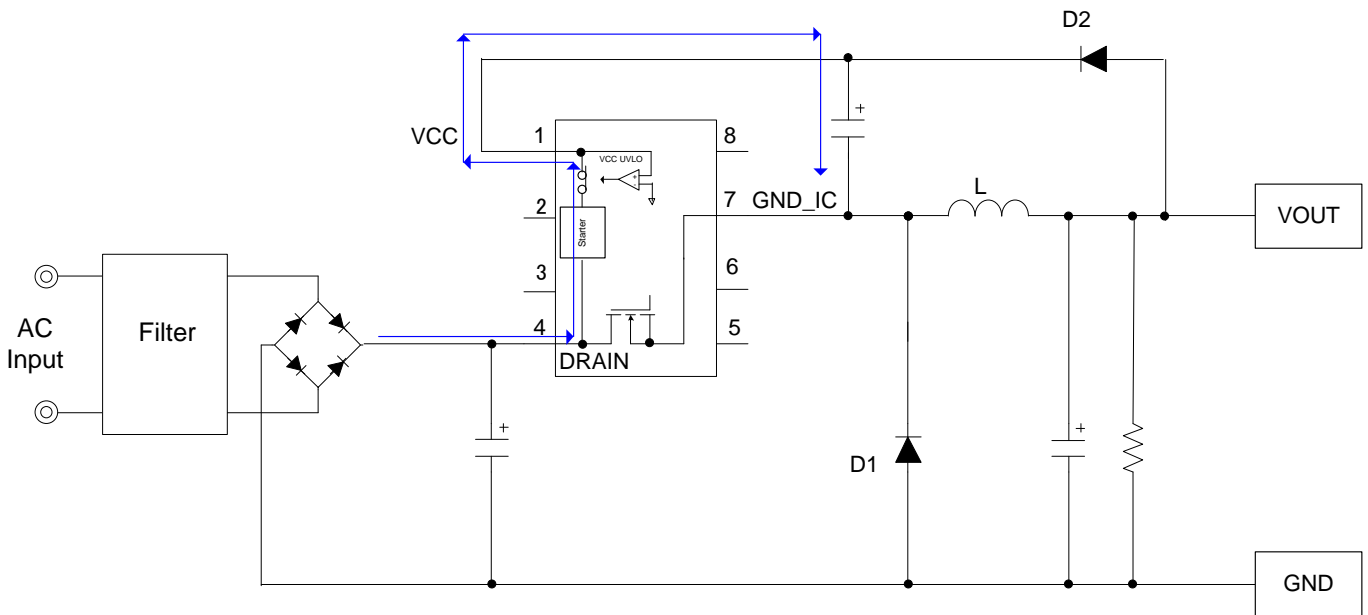 D2
VCC
1
8
VCC UVLO
+
-
+
2
7
GND_IC
L
VOUT
Starter
3
6
AC
Input
Filter
4
5
DRAIN
+
D1
+
GND